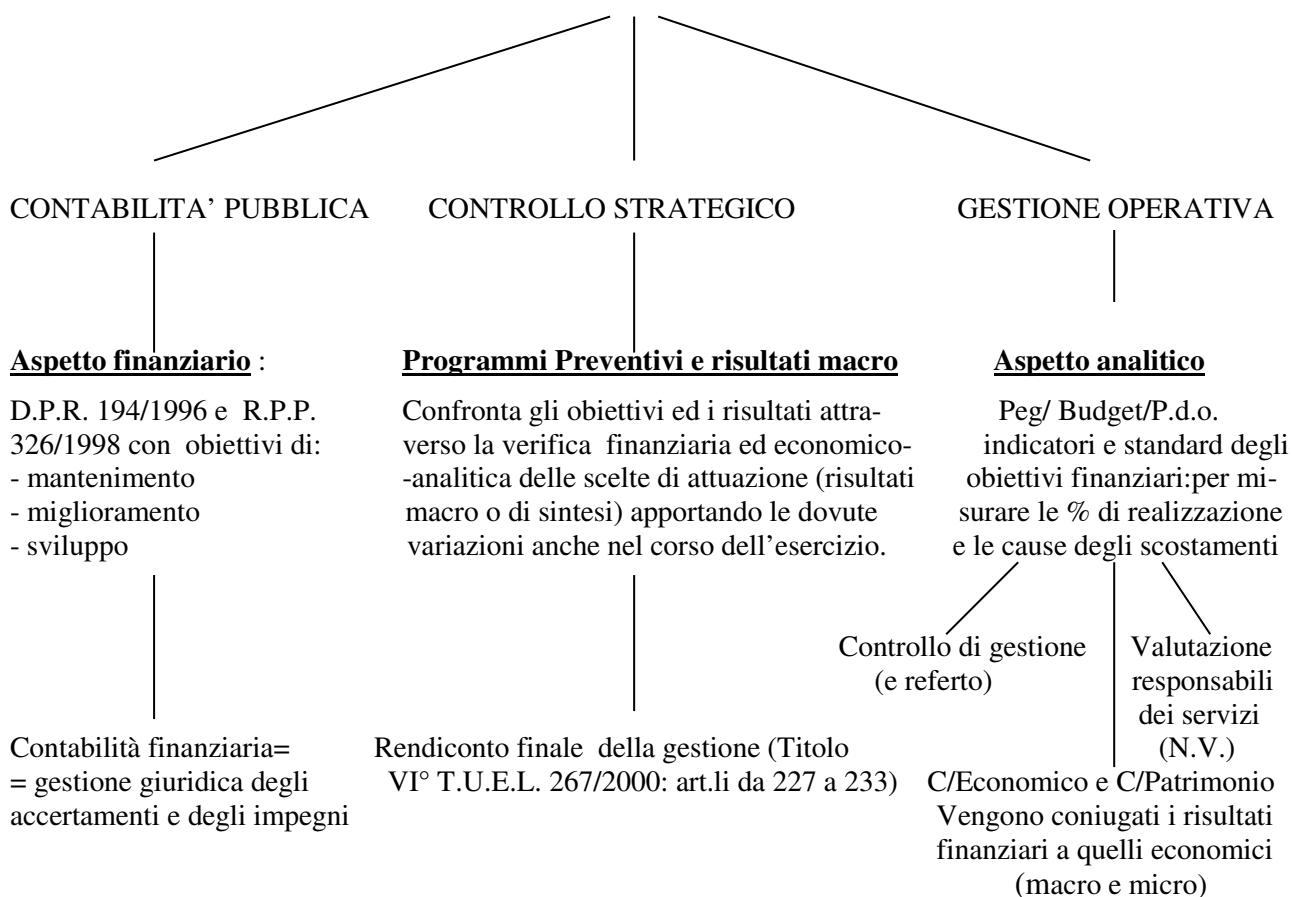 CONTABILITA’ PUBBLICA
CONTROLLO STRATEGICO
GESTIONE OPERATIVA
Aspetto finanziario :
D.P.R. 194/1996 e R.P.P.
326/1998 con obiettivi di:
- mantenimento
- miglioramento
- sviluppo
Contabilità finanziaria=
= gestione giuridica degli
accertamenti e degli impegni
Programmi Preventivi e risultati macro
Confronta gli obiettivi ed i risultati attra-
verso la verifica finanziaria ed economico-
-analitica delle scelte di attuazione (risultati
macro o di sintesi) apportando le dovute
variazioni anche nel corso dell’esercizio.
Rendiconto finale della gestione (Titolo
VI° T.U.E.L. 267/2000: art.li da 227 a 233)
Aspetto analitico
Peg/ Budget/P.d.o.
indicatori e standard degli
obiettivi finanziari:per mi-
surare le % di realizzazione
e le cause degli scostamenti
Controllo di gestione
(e referto)
Valutazione
responsabili
dei servizi
(N.V.)
C/Economico e C/Patrimonio
Vengono coniugati i risultati
finanziari a quelli economici
(macro e micro)